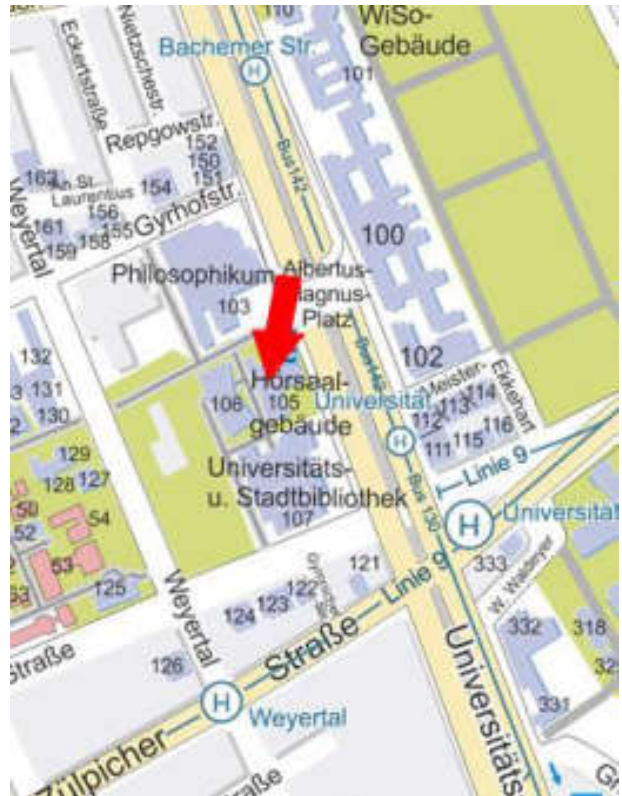 110
WiSo-
Gebäude
Eckertstraße
Nietzschestr.
Bachemer Str.
H
101
Repgowstr.
152
150
151
Bus142
163
An St.
Laurentius
154
156
155
Gyrhofstr.
161
158
159
Weyertal
100
Philosophikum
Albertus-
Magnus-
Platz
103
132
131
130
102
Meister-
Ekkehart
Hörsaal-
gebäude
106
105
Universität
H
112
113
114
111
115
116
Linie 9
129
128
127
Universitäts-
u. Stadtbibliothek
107
Bus 130
H
Universität
50
52
54
53
63
125
Weyertal
121
122
123
124
Linie 9
333
W. Waldeyer
332
318
331
126
Straße
Straße
H
Weyertal
Zülpicher
Universitäts